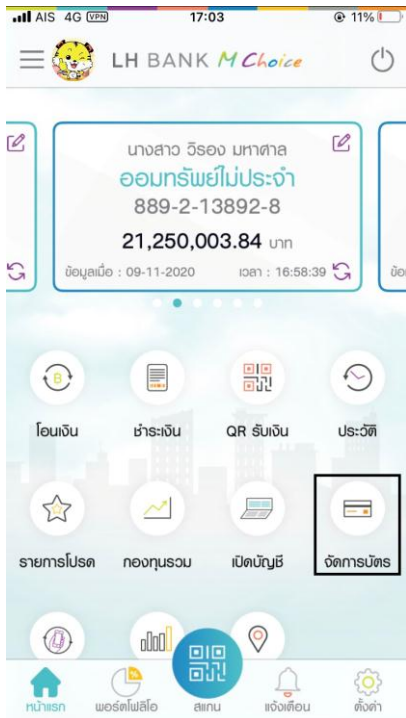 AIS 4G VPN 17:03 11%
LH BANK M Choice
นางสาว วิรอง มหาศาล
ออมทรัพย์ไม่ประจำ
889-2-13892-8
21,250,003.84 บาท
ข้อมูลเมื่อ : 09-11-2020 เวลา : 16:58:39
โอนเงิน ชำระเงิน QR รับเงิน ประวัติ
รายการโปรด กองทุนรวม เปิดบัญชี จัดการบัตร
หน้าแรก พอร์ตโฟลิโอ สแกน แจ้งเตือน ตั้งค่า